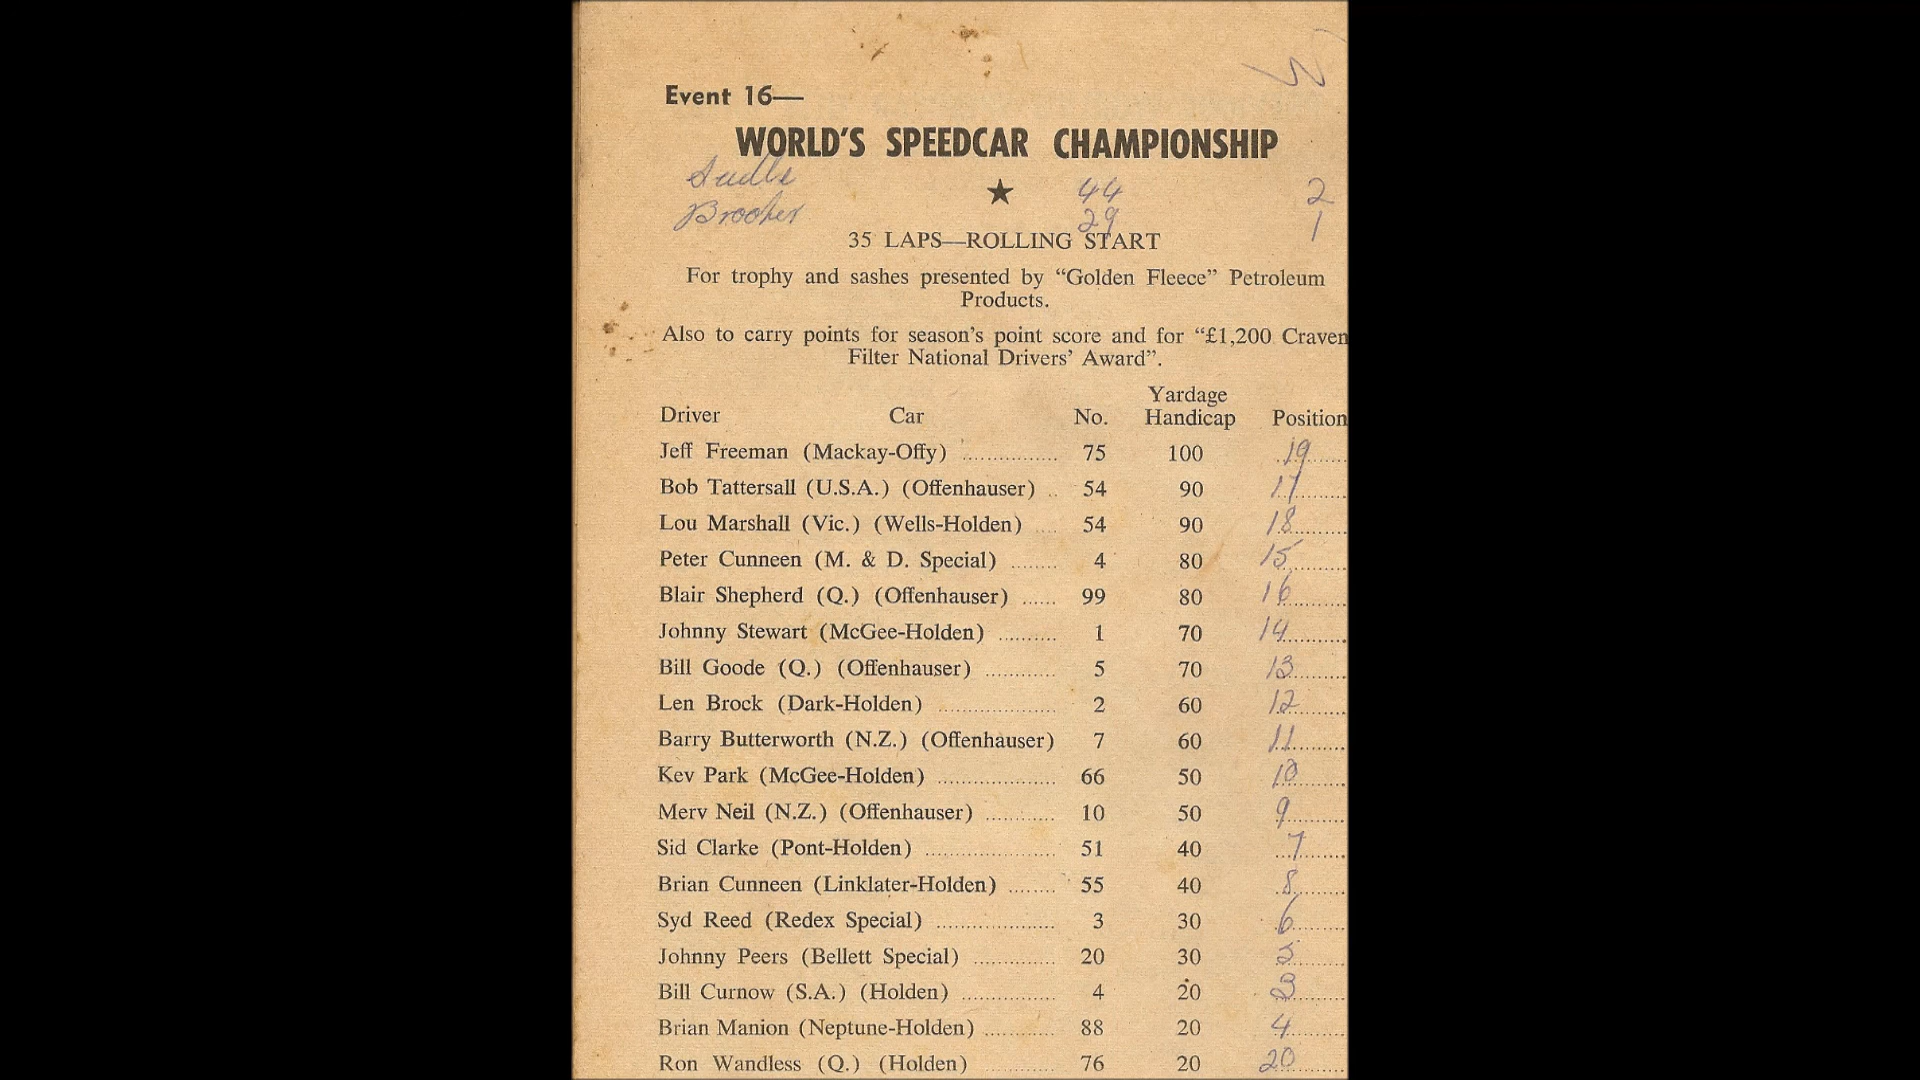 Event 16—
WORLD'S SPEEDCAR CHAMPIONSHIP
★ 44 2
29 1
35 LAPS—ROLLING START
For trophy and sashes presented by “Golden Fleece” Petroleum
Products.
Also to carry points for season's point score and for “£1,200 Craven
Filter National Drivers' Award”.
Yardage
Driver Car No. Handicap Position
Jeff Freeman (Mackay-Offy) ................ 75 100 19
Bob Tattersall (U.S.A.) (Offenhauser) .. 54 90 17
Lou Marshall (Vic.) (Wells-Holden) .... 54 90 18
Peter Cunneen (M. & D. Special) ........ 4 80 15
Blair Shepherd (Q.) (Offenhauser) ...... 99 80 16
Johnny Stewart (McGee-Holden) .......... 1 70 14
Bill Goode (Q.) (Offenhauser) ............ 5 70 13
Len Brock (Dark-Holden) .................... 2 60 12
Barry Butterworth (N.Z.) (Offenhauser) 7 60 11
Kev Park (McGee-Holden) .................... 66 50 10
Merv Neil (N.Z.) (Offenhauser) ............ 10 50 9
Sid Clarke (Pont-Holden) ...................... 51 40 7
Brian Cunneen (Linklater-Holden) ........ 55 40 8
Syd Reed (Redex Special) .................... 3 30 6
Johnny Peers (Bellett Special) .............. 20 30
Bill Curnow (S.A.) (Holden) ................ 4 20 3
Brian Manion (Neptune-Holden) ............ 88 20 4
Ron Wandless (Q.) (Holden) ................ 76 20 20